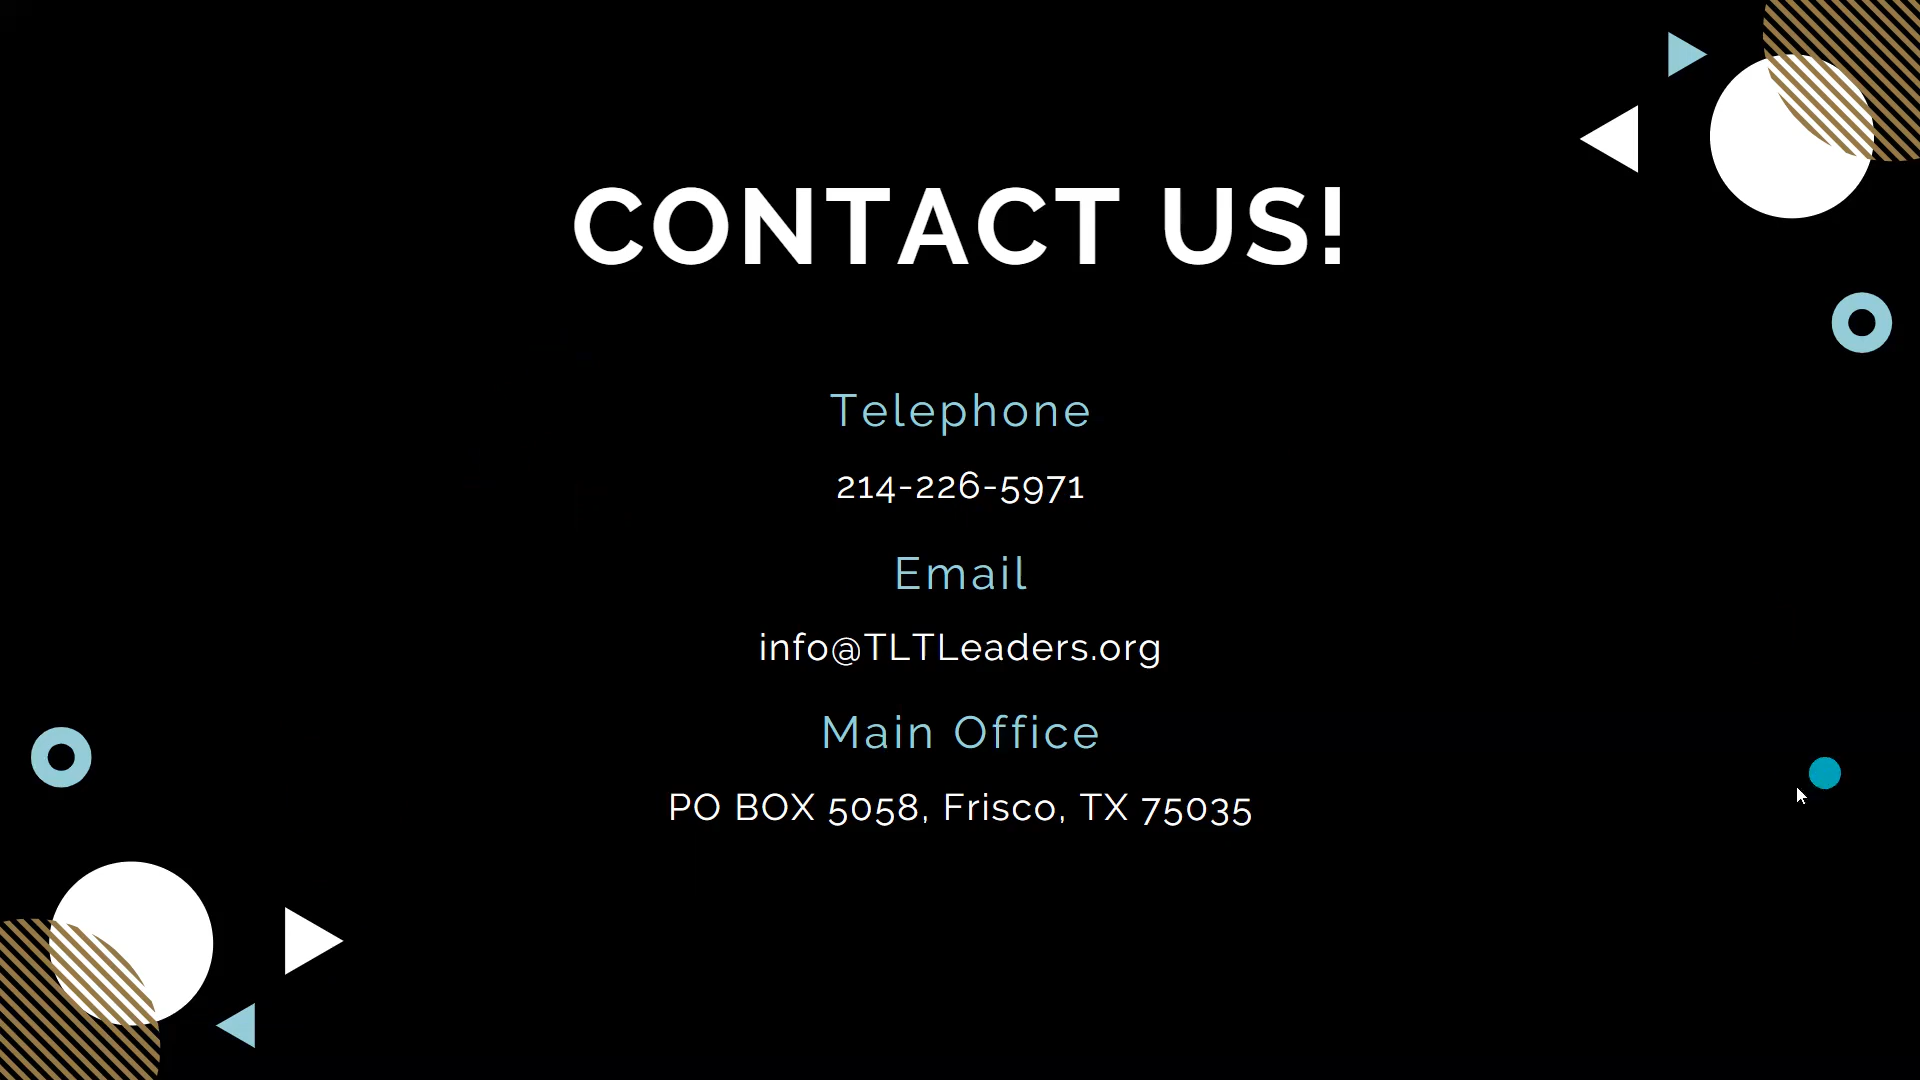 CONTACT US!
Telephone
214-226-5971
Email
info@TLTLeaders.org
Main Office
PO BOX 5058, Frisco, TX 75035